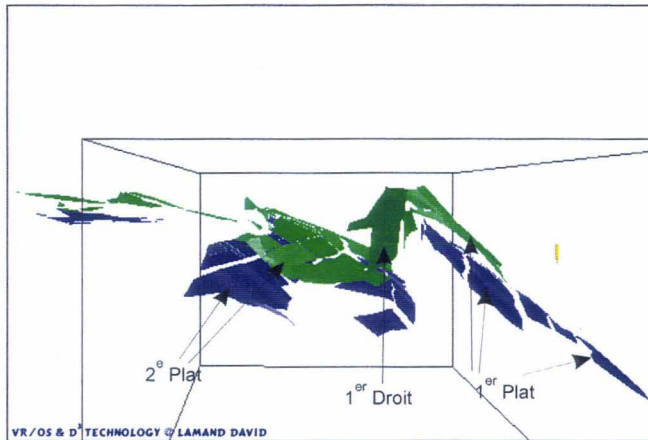 2e Plat
1er Droit
1er Plat
VR/OS & D3 TECHNOLOGY @ LAMAND DAVID